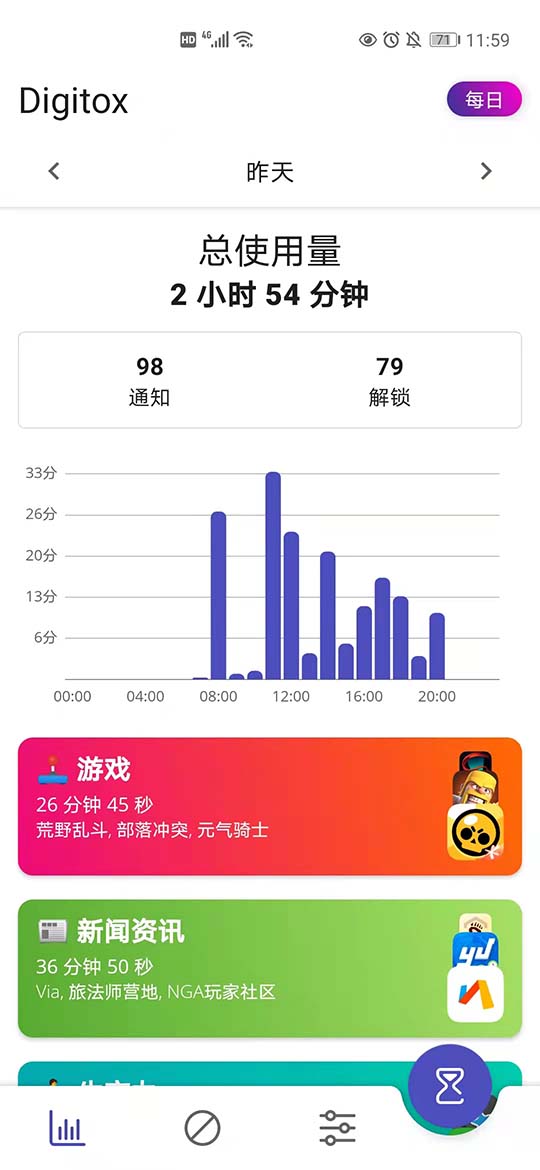 HD 4G 71 11:59
Digitox
每日
昨天
总使用量
2 小时 54 分钟
98
通知
79
解锁
33分
26分
20分
13分
6分
00:00 04:00 08:00 12:00 16:00 20:00
游戏
26 分钟 45 秒
荒野乱斗, 部落冲突, 元气骑士
新闻资讯
36 分钟 50 秒
Via, 旅法师营地, NGA玩家社区